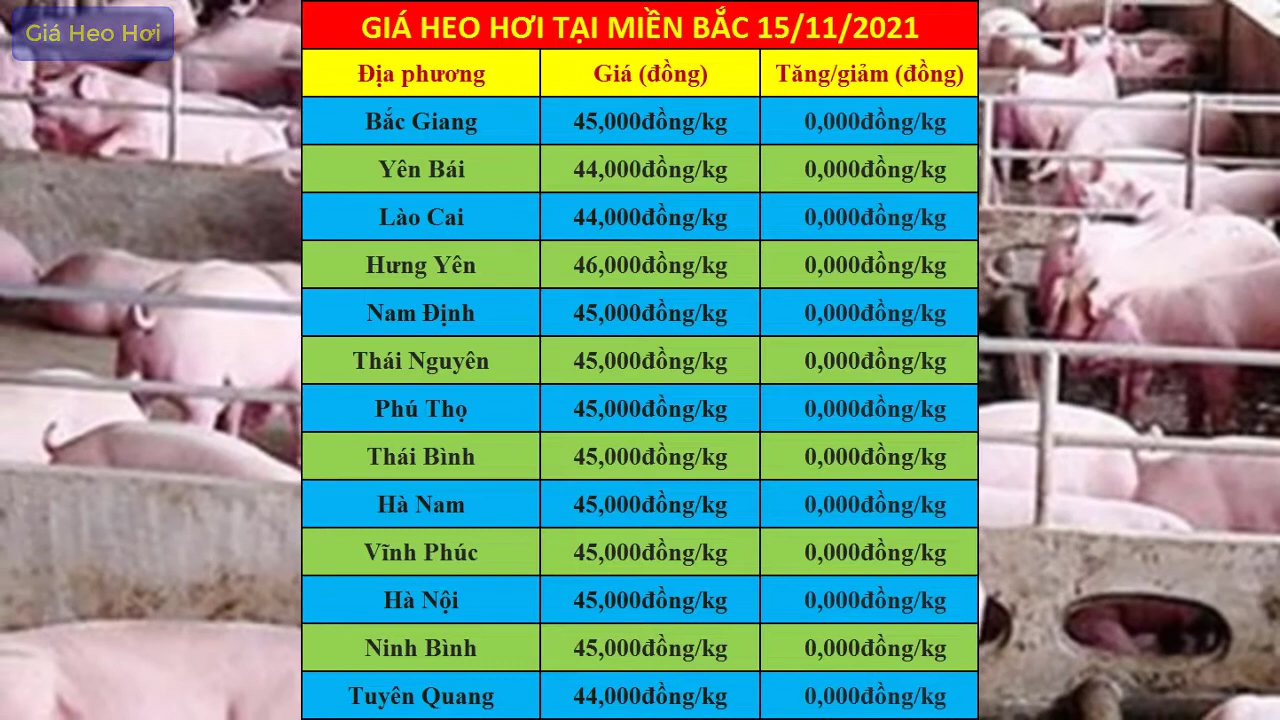 Giá Heo Hơi
GIÁ HEO HƠI TẠI MIỀN BẮC 15/11/2021
Địa phương Giá (đồng) Tăng/giảm (đồng)
Bắc Giang 45,000đồng/kg 0,000đồng/kg
Yên Bái 44,000đồng/kg 0,000đồng/kg
Lào Cai 44,000đồng/kg 0,000đồng/kg
Hưng Yên 46,000đồng/kg 0,000đồng/kg
Nam Định 45,000đồng/kg 0,000đồng/kg
Thái Nguyên 45,000đồng/kg 0,000đồng/kg
Phú Thọ 45,000đồng/kg 0,000đồng/kg
Thái Bình 45,000đồng/kg 0,000đồng/kg
Hà Nam 45,000đồng/kg 0,000đồng/kg
Vĩnh Phúc 45,000đồng/kg 0,000đồng/kg
Hà Nội 45,000đồng/kg 0,000đồng/kg
Ninh Bình 45,000đồng/kg 0,000đồng/kg
Tuyên Quang 44,000đồng/kg 0,000đồng/kg